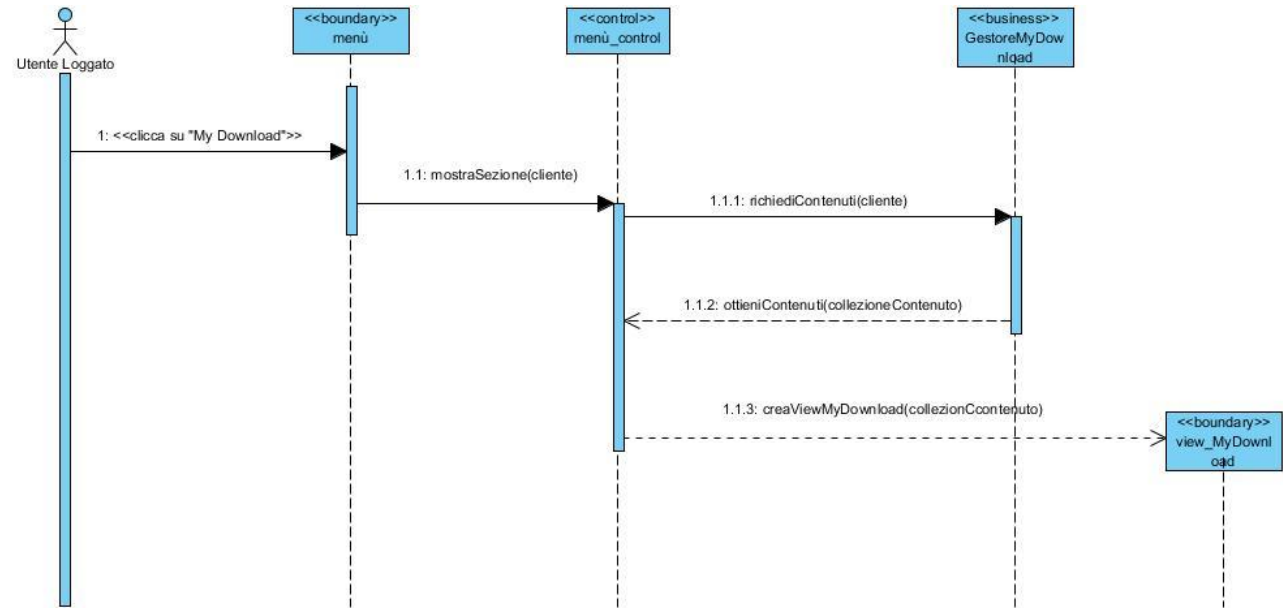 <<boundary>>
menù
<<control>>
menù_control
<<business>>
GestoreMyDow
nload
Utente Loggato
1: <<clicca su "My Download">>
1.1: mostraSezione(cliente)
1.1.1: richiediContenuti(cliente)
1.1.2: ottieniContenuti(collezioneContenuto)
1.1.3: creaViewMyDownload(collezionCcontenuto)
<<boundary>>
view_MyDownl
oad